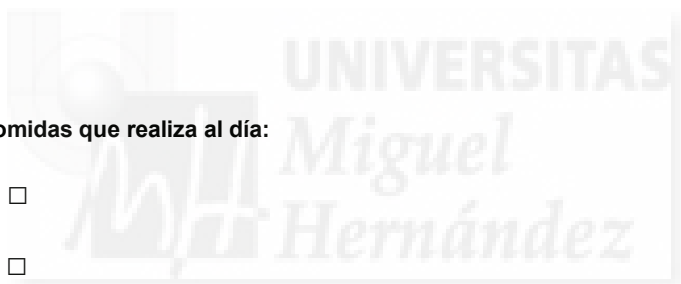 UNIVERSITAS
omidas que realiza al día:
Miguel
☐
Hernández
☐